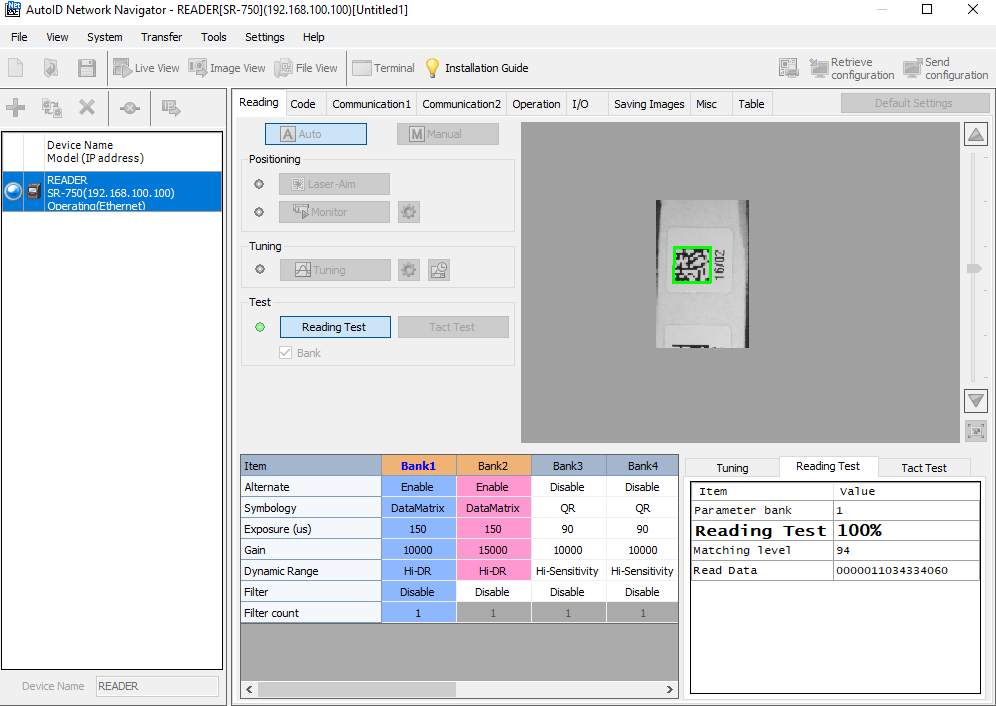 AutoID Network Navigator - READER[SR-750](192.168.100.100)[Untitled1]
File View System Transfer Tools Settings Help
Live View Image View File View Terminal Installation Guide Retrieve configuration Send configuration
Device Name
Model (IP address)
READER
SR-750(192.168.100.100)
Operating(Ethernet)
Device Name READER
Reading Code Communication1 Communication2 Operation I/O Saving Images Misc Table Default Settings
A Auto M Manual
Positioning
Laser-Aim
Monitor
Tuning
Tuning
Test
Reading Test Tact Test
Bank
16/02
Item Bank1 Bank2 Bank3 Bank4
Alternate Enable Enable Disable Disable
Symbology DataMatrix DataMatrix QR QR
Exposure (us) 150 150 90 90
Gain 10000 15000 10000 10000
Dynamic Range Hi-DR Hi-DR Hi-Sensitivity Hi-Sensitivity
Filter Disable Disable Disable Disable
Filter count 1 1 1 1
Tuning Reading Test Tact Test
Item Value
Parameter bank 1
Reading Test 100%
Matching level 94
Read Data 0000011034334060